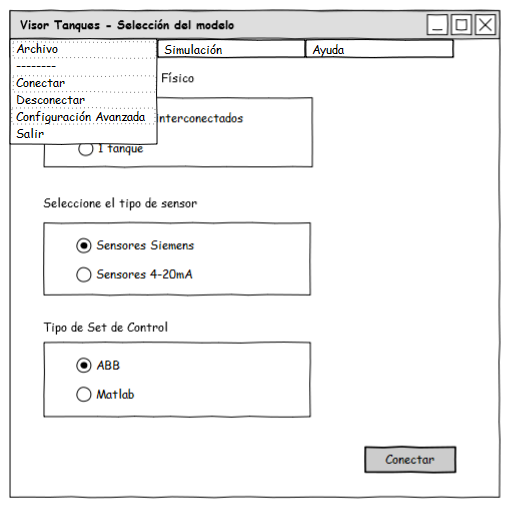 Visor Tanques - Selección del modelo
Archivo
Simulación
Ayuda
--------
Conectar
Desconectar
Configuración Avanzada
Salir
Físico
interconectados
1 tanque
Seleccione el tipo de sensor
Sensores Siemens
Sensores 4-20mA
Tipo de Set de Control
ABB
Matlab
Conectar